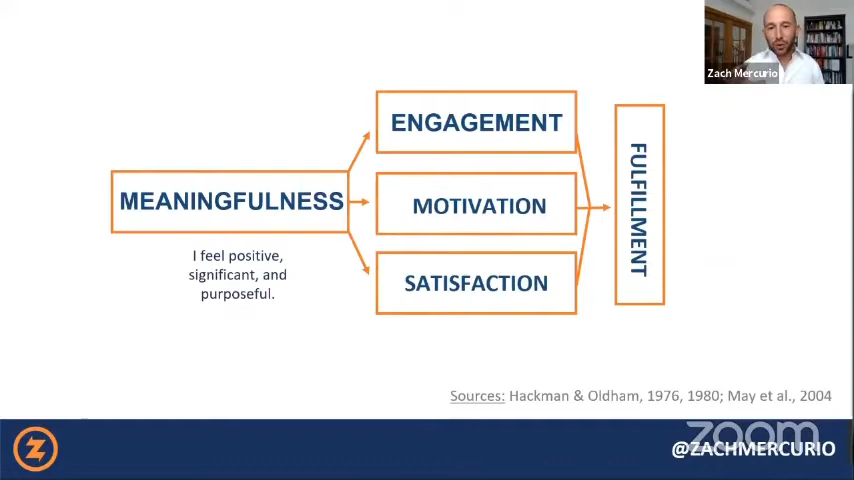 Zach Mercurio
ENGAGEMENT
MEANINGFULNESS
MOTIVATION
SATISFACTION
FULFILLMENT
I feel positive,
significant, and
purposeful.
Sources: Hackman & Oldham, 1976, 1980; May et al., 2004
zoom
@ZACHMERCURIO